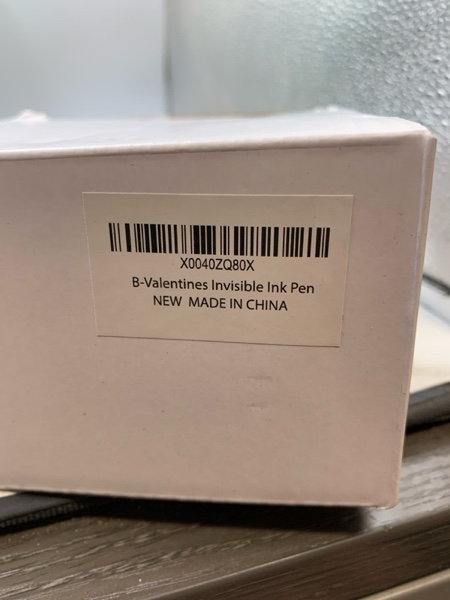 X0040ZQ80X
B-Valentines Invisible Ink Pen
NEW MADE IN CHINA